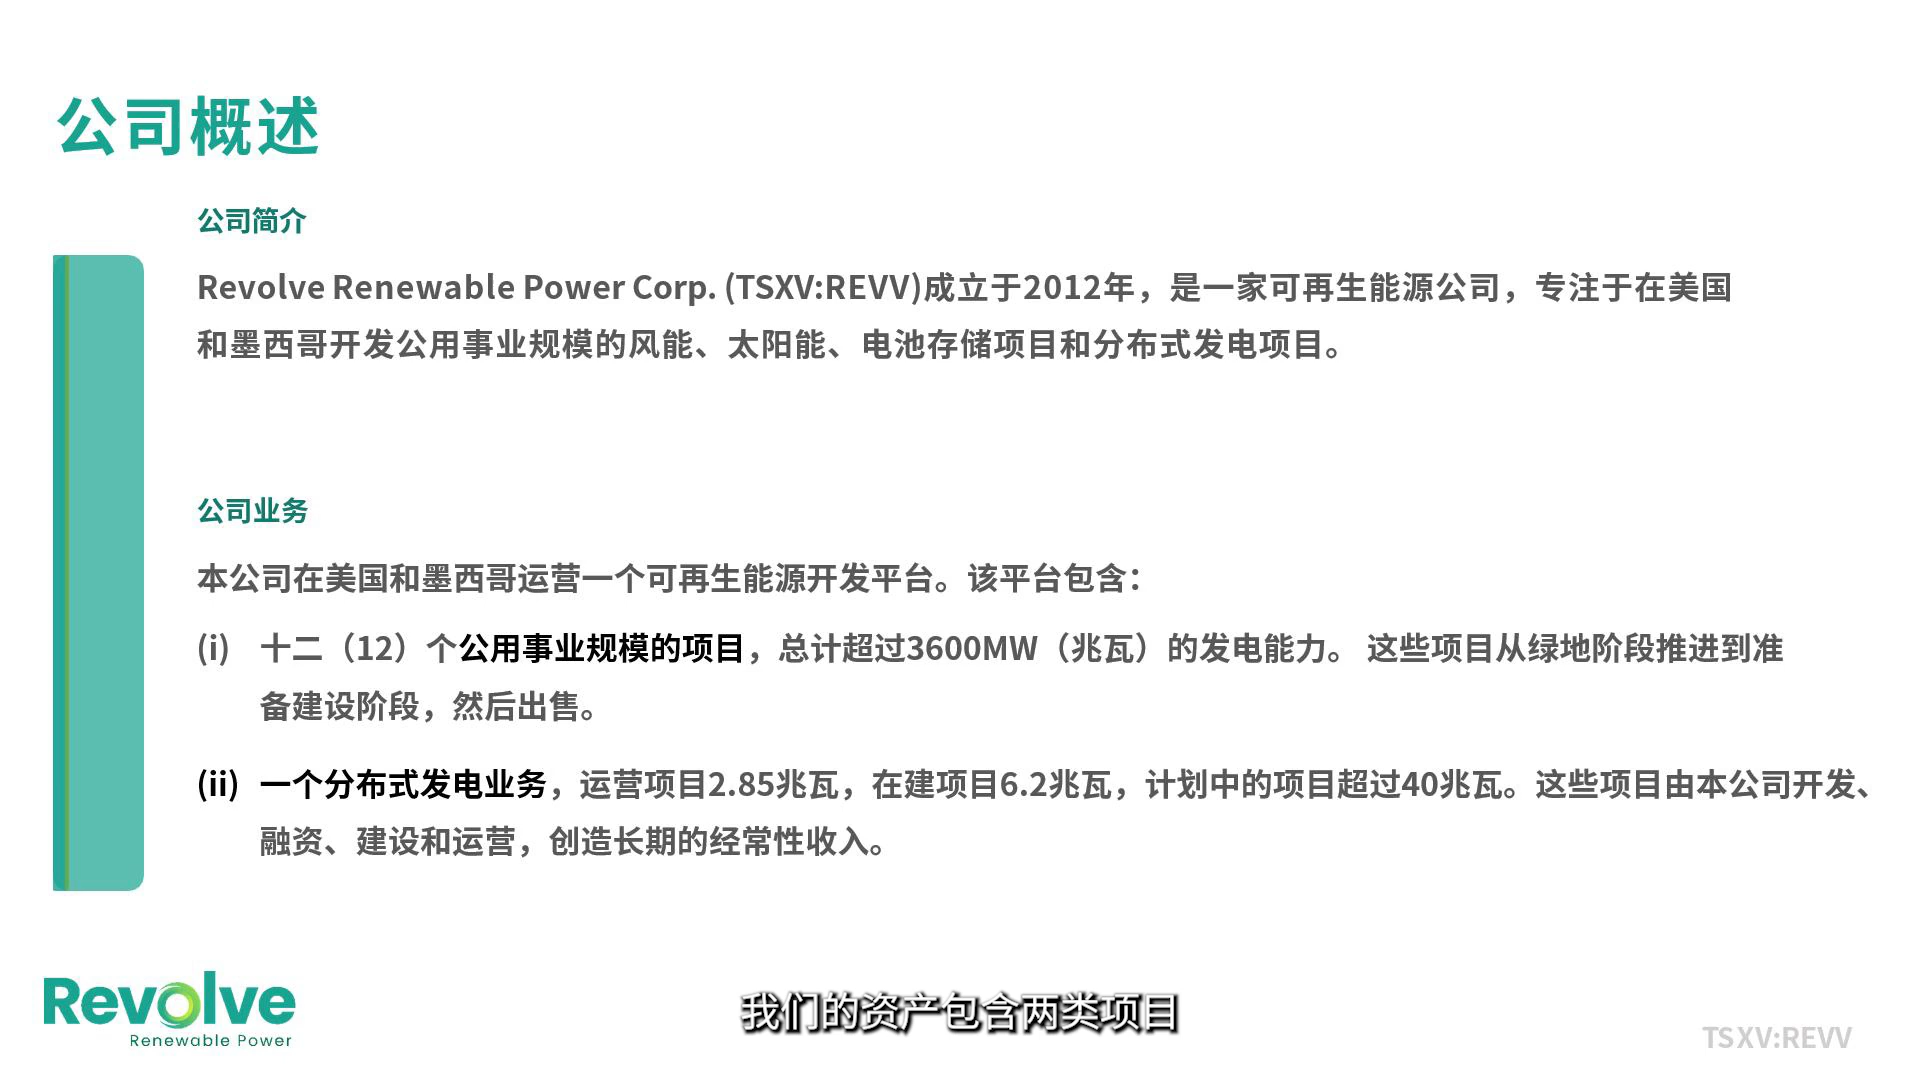 公司概述
公司简介
Revolve Renewable Power Corp. (TSXV:REVV)成立于2012年，是一家可再生能源公司，专注于在美国
和墨西哥开发公用事业规模的风能、太阳能、电池存储项目和分布式发电项目。
公司业务
本公司在美国和墨西哥运营一个可再生能源开发平台。该平台包含：
(i) 十二（12）个公用事业规模的项目，总计超过3600MW（兆瓦）的发电能力。 这些项目从绿地阶段推进到准
备建设阶段，然后出售。
(ii) 一个分布式发电业务，运营项目2.85兆瓦，在建项目6.2兆瓦，计划中的项目超过40兆瓦。这些项目由本公司开发、
融资、建设和运营，创造长期的经常性收入。
Revolve
Renewable Power
我们的资产包含两类项目
TSXV:REVV